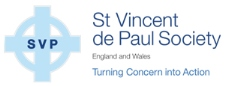 SVP
St Vincent
de Paul Society
England and Wales
Turning Concern into Action